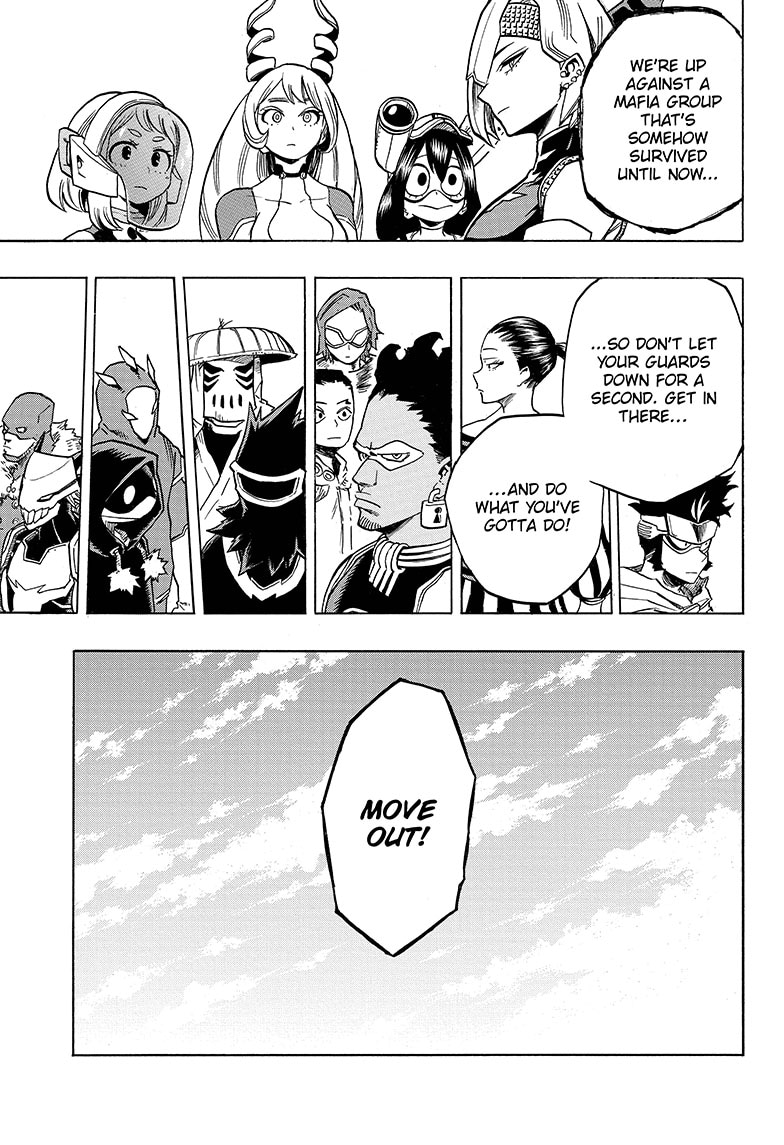 WE'RE UP
AGAINST A
MAFIA GROUP
THAT'S
SOMEHOW
SURVIVED
UNTIL NOW...
...SO DON'T LET
YOUR GUARDS
DOWN FOR A
SECOND. GET IN
THERE...
...AND DO
WHAT YOU'VE
GOTTA DO!
MOVE
OUT!